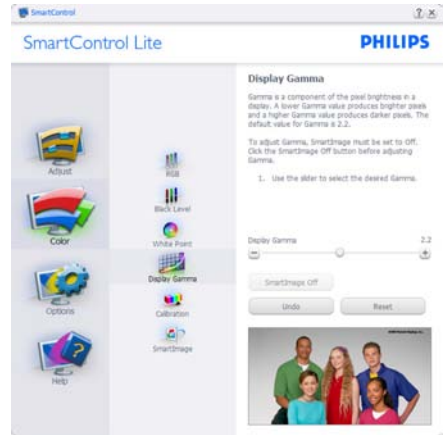 SmartControl
SmartControl Lite
PHILIPS
Adjust
Color
Options
Help
RGB
Black Level
White Point
Display Gamma
Calibration
SmartImage
Display Gamma
Gamma is a component of the pixel brightness in a
display. A lower Gamma value produces brighter pixels
and a higher Gamma value produces darker pixels. The
default value for Gamma is 2.2.
To adjust Gamma, SmartImage must be set to Off.
Click the SmartImage Off button before adjusting
Gamma.
1. Use the slider to select the desired Gamma.
Display Gamma 2.2
SmartImage Off
Undo Reset